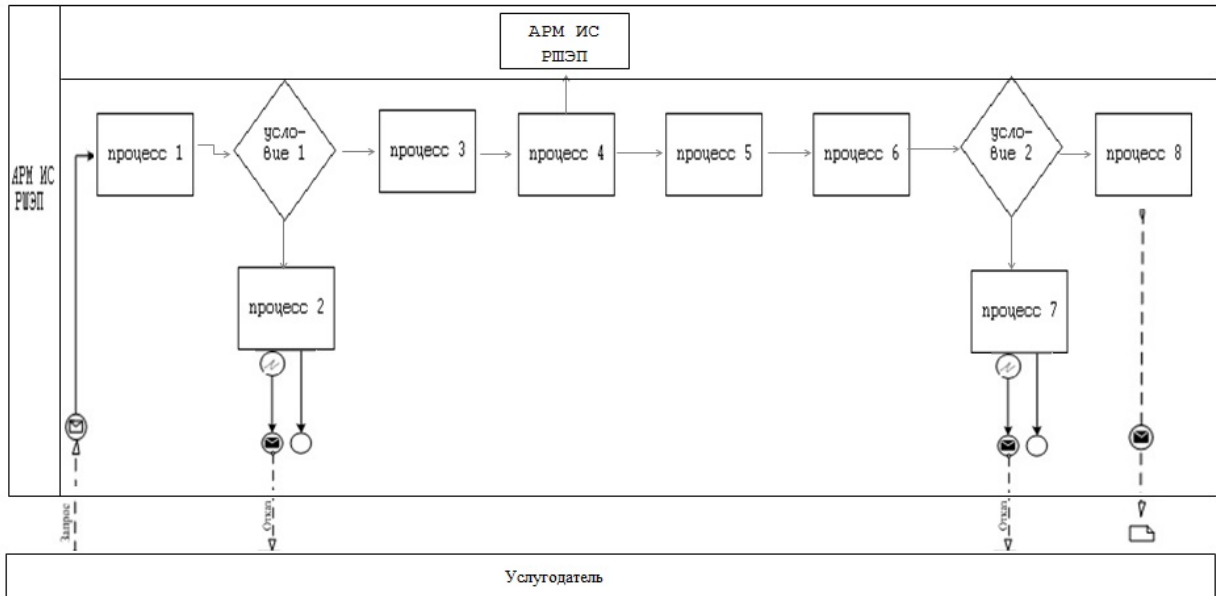 АРМ ИС
РШЭП
АРМ ИС
РШЭП
процесс 1
усло-
вие 1
процесс 3
процесс 4
процесс 5
процесс 6
усло-
вие 2
процесс 8
процесс 2
процесс 7
Запрос
Отказ
Отказ
Услугодатель